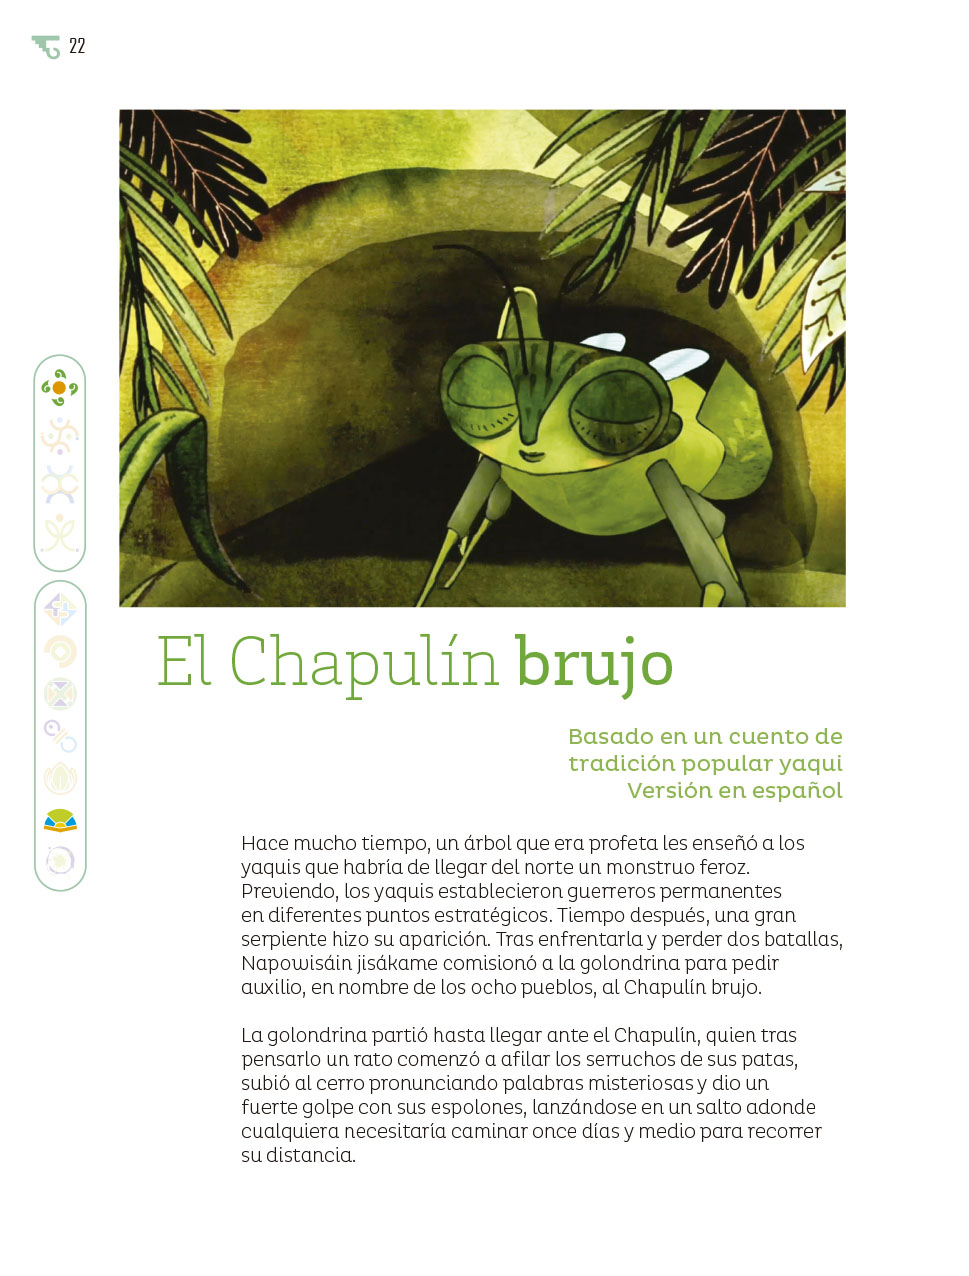 22
El Chapulín brujo
Basado en un cuento de
tradición popular yaqui
Versión en español
Hace mucho tiempo, un árbol que era profeta les enseñó a los
yaquis que habría de llegar del norte un monstruo feroz.
Previendo, los yaquis establecieron guerreros permanentes
en diferentes puntos estratégicos. Tiempo después, una gran
serpiente hizo su aparición. Tras enfrentarla y perder dos batallas,
Napowisáin jisákame comisionó a la golondrina para pedir
auxilio, en nombre de los ocho pueblos, al Chapulín brujo.
La golondrina partió hasta llegar ante el Chapulín, quien tras
pensarlo un rato comenzó a afilar los serruchos de sus patas,
subió al cerro pronunciando palabras misteriosas y dio un
fuerte golpe con sus espolones, lanzándose en un salto adonde
cualquiera necesitaría caminar once días y medio para recorrer
su distancia.